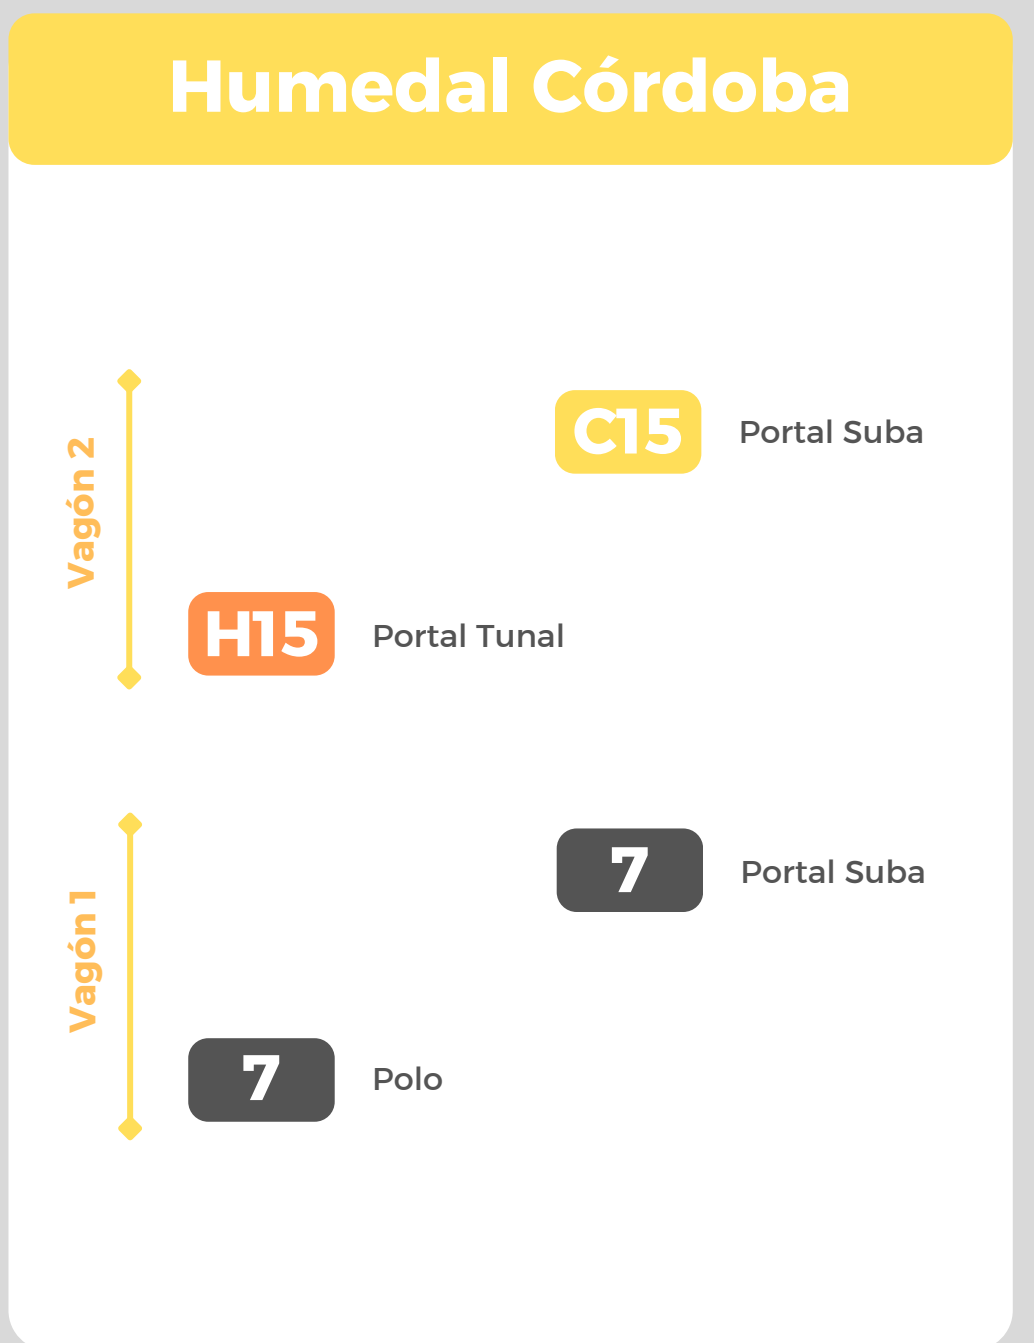 Humedal Córdoba
Vagón 2
C15 Portal Suba
H15 Portal Tunal
Vagón 1
7 Portal Suba
7 Polo